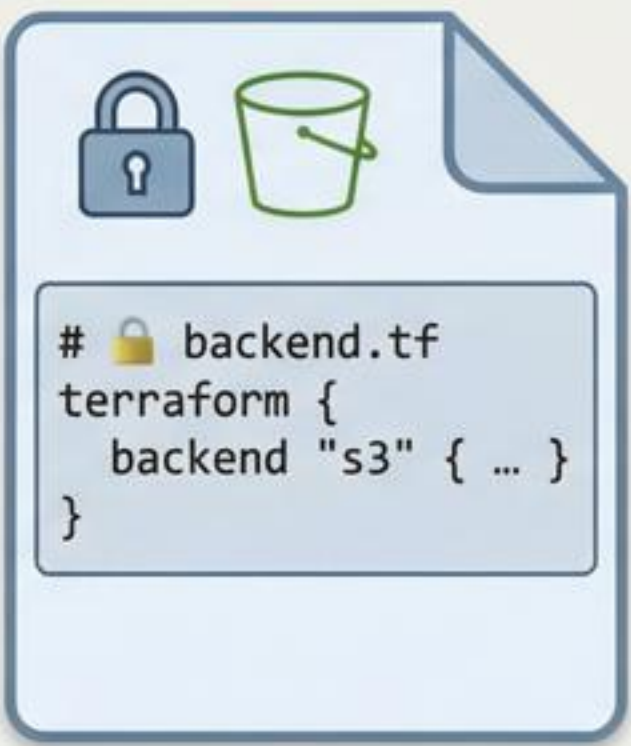 # 🔒 backend.tf
terraform {
  backend "s3" { … }
}